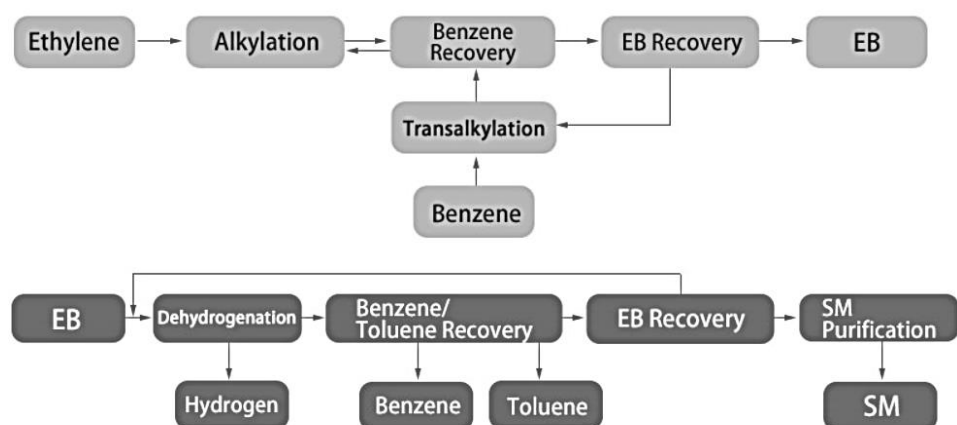 Ethylene
Alkylation
Benzene
Recovery
EB Recovery
EB
Transalkylation
Benzene
EB
Dehydrogenation
Benzene/
Toluene Recovery
EB Recovery
SM
Purification
Hydrogen
Benzene
Toluene
SM